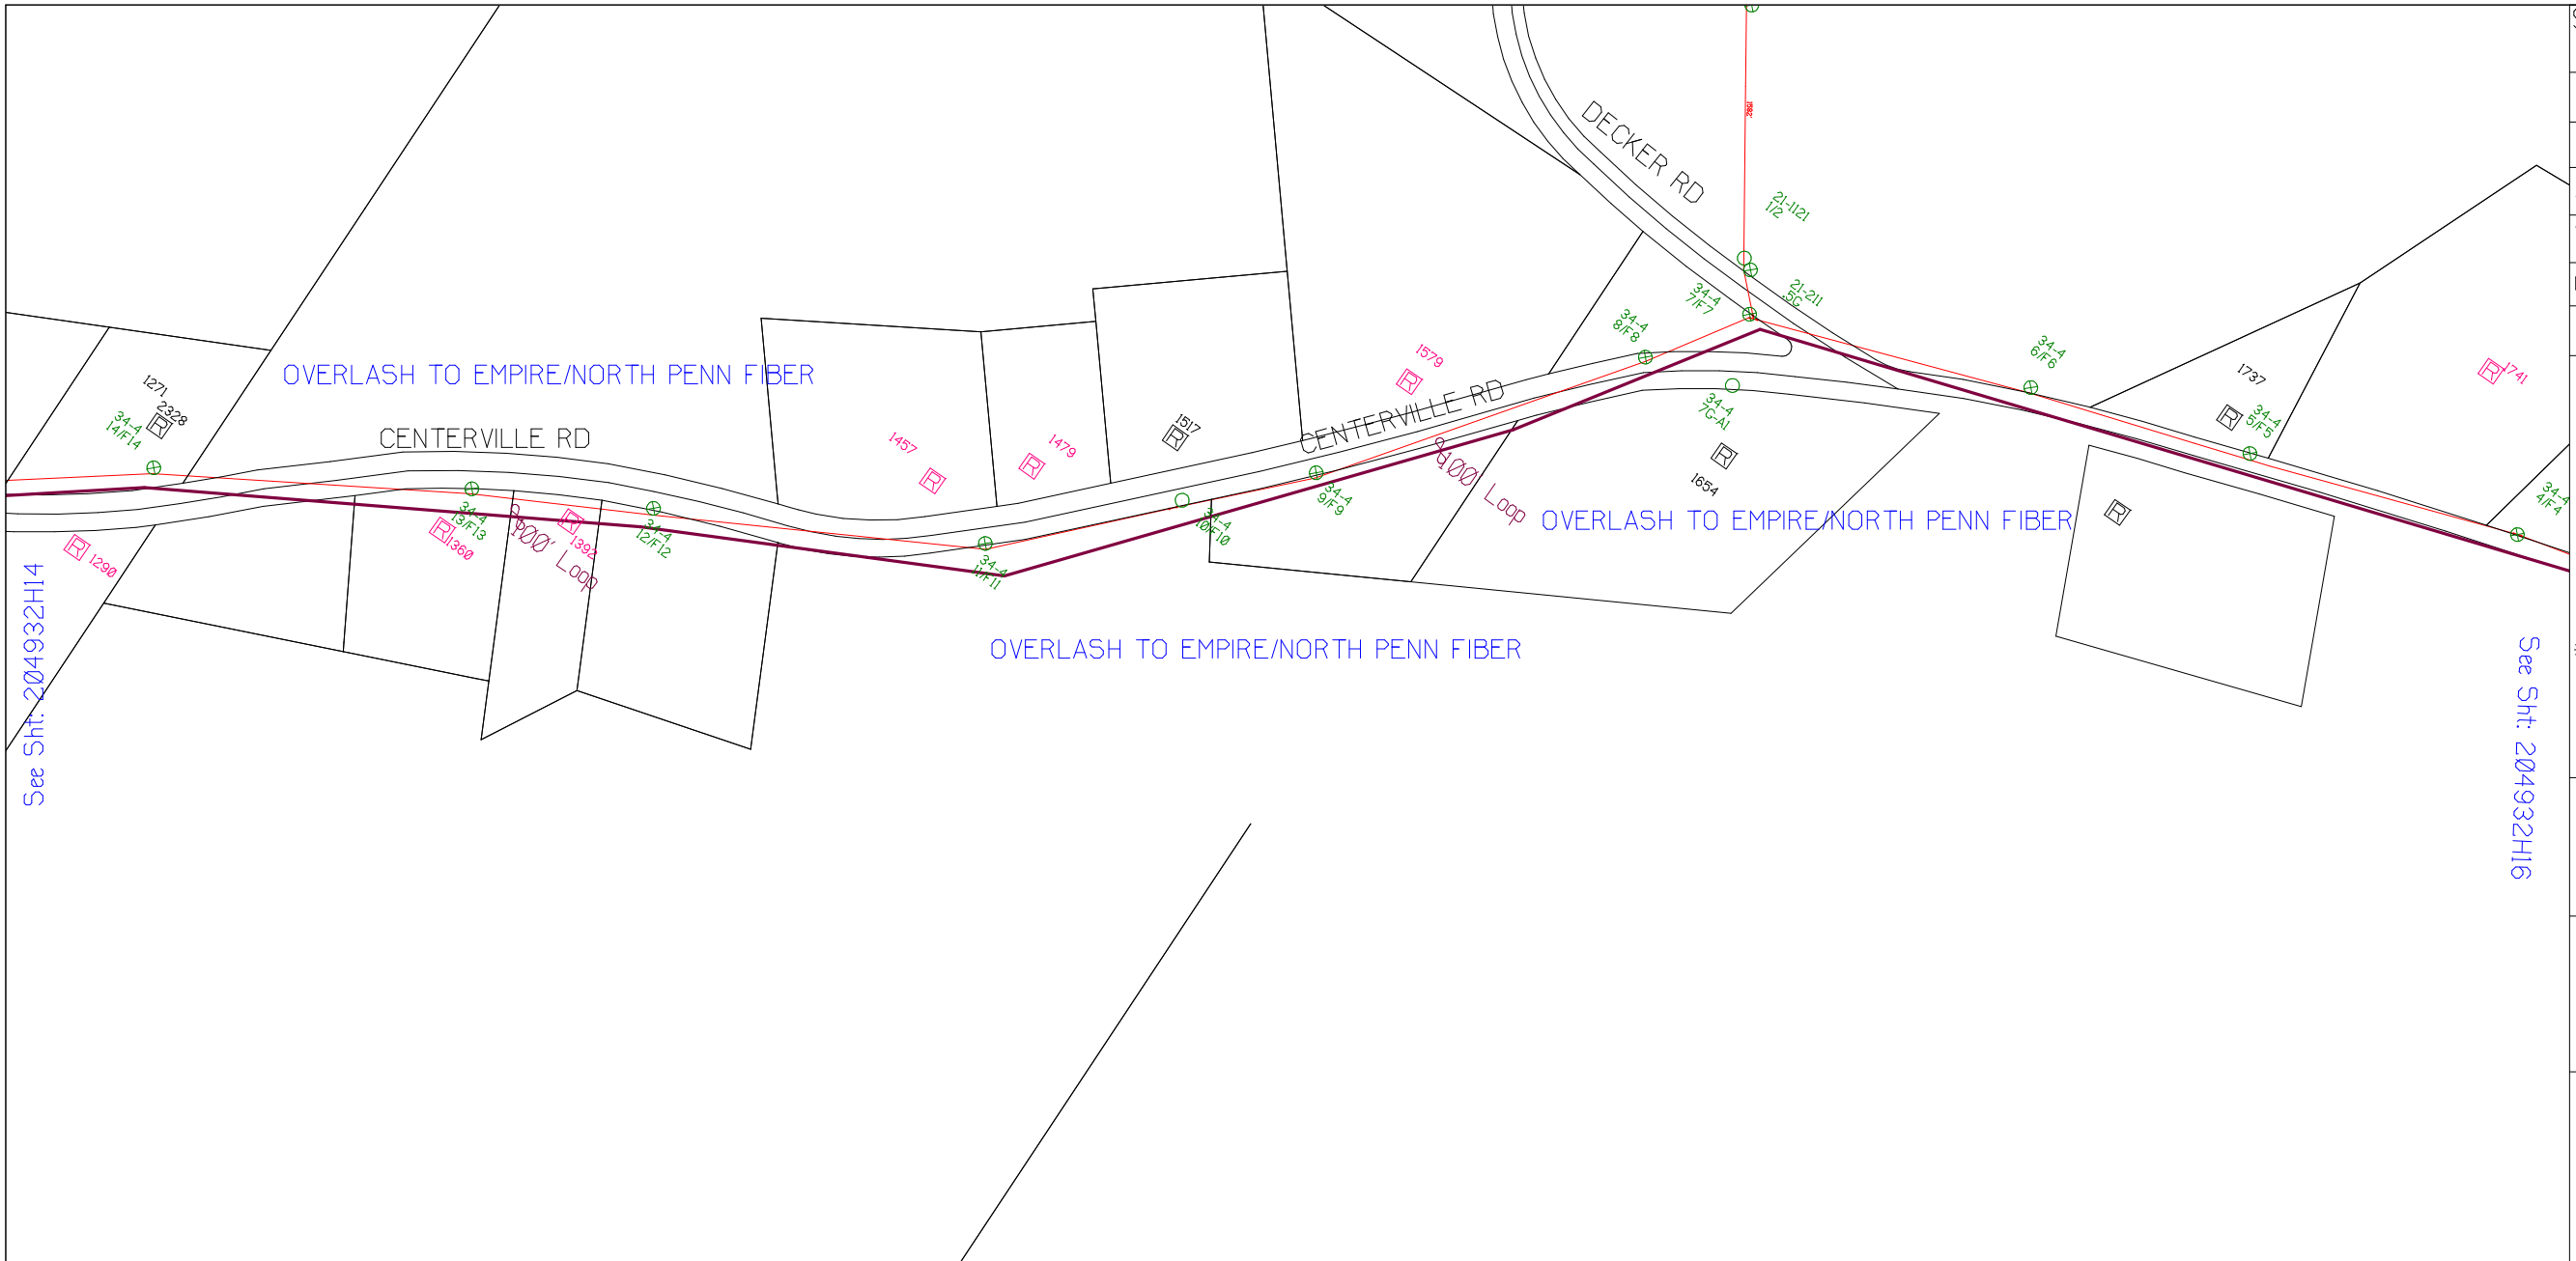 DECKER RD
1582'
21-1121
1/2
21-211
.5G
34-4
7/F7
34-4
8/F8
34-4
6/F6
1579
1737
1741
1271
2328
34-4
14/F14
OVERLASH TO EMPIRE/NORTH PENN FIBER
CENTERVILLE RD
1457
1479
1517
CENTERVILLE RD
34-4
7G-A1
1654
34-4
5/F5
34-4
4/F4
R
R
R
R
R
R
R
R
R
R
R
R
1290
1360
34-4
13/F13
1392
100' Loop
34-4
12/F12
34-4
11/F11
34-4
10/F10
34-4
9/F9
100' Loop
OVERLASH TO EMPIRE/NORTH PENN FIBER
OVERLASH TO EMPIRE/NORTH PENN FIBER
See Sht: 204932H14
See Sht: 204932H16